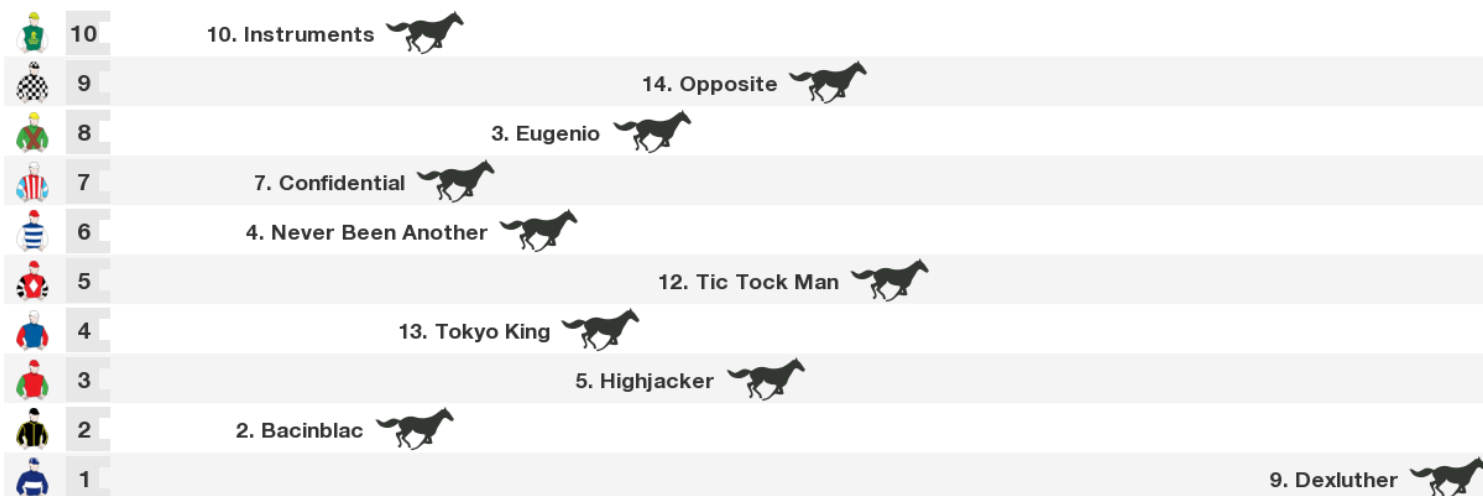 10 10. Instruments
9 14. Opposite
8 3. Eugenio
7 7. Confidential
6 4. Never Been Another
5 12. Tic Tock Man
4 13. Tokyo King
3 5. Highjacker
2 2. Bacinblac
1 9. Dexluther